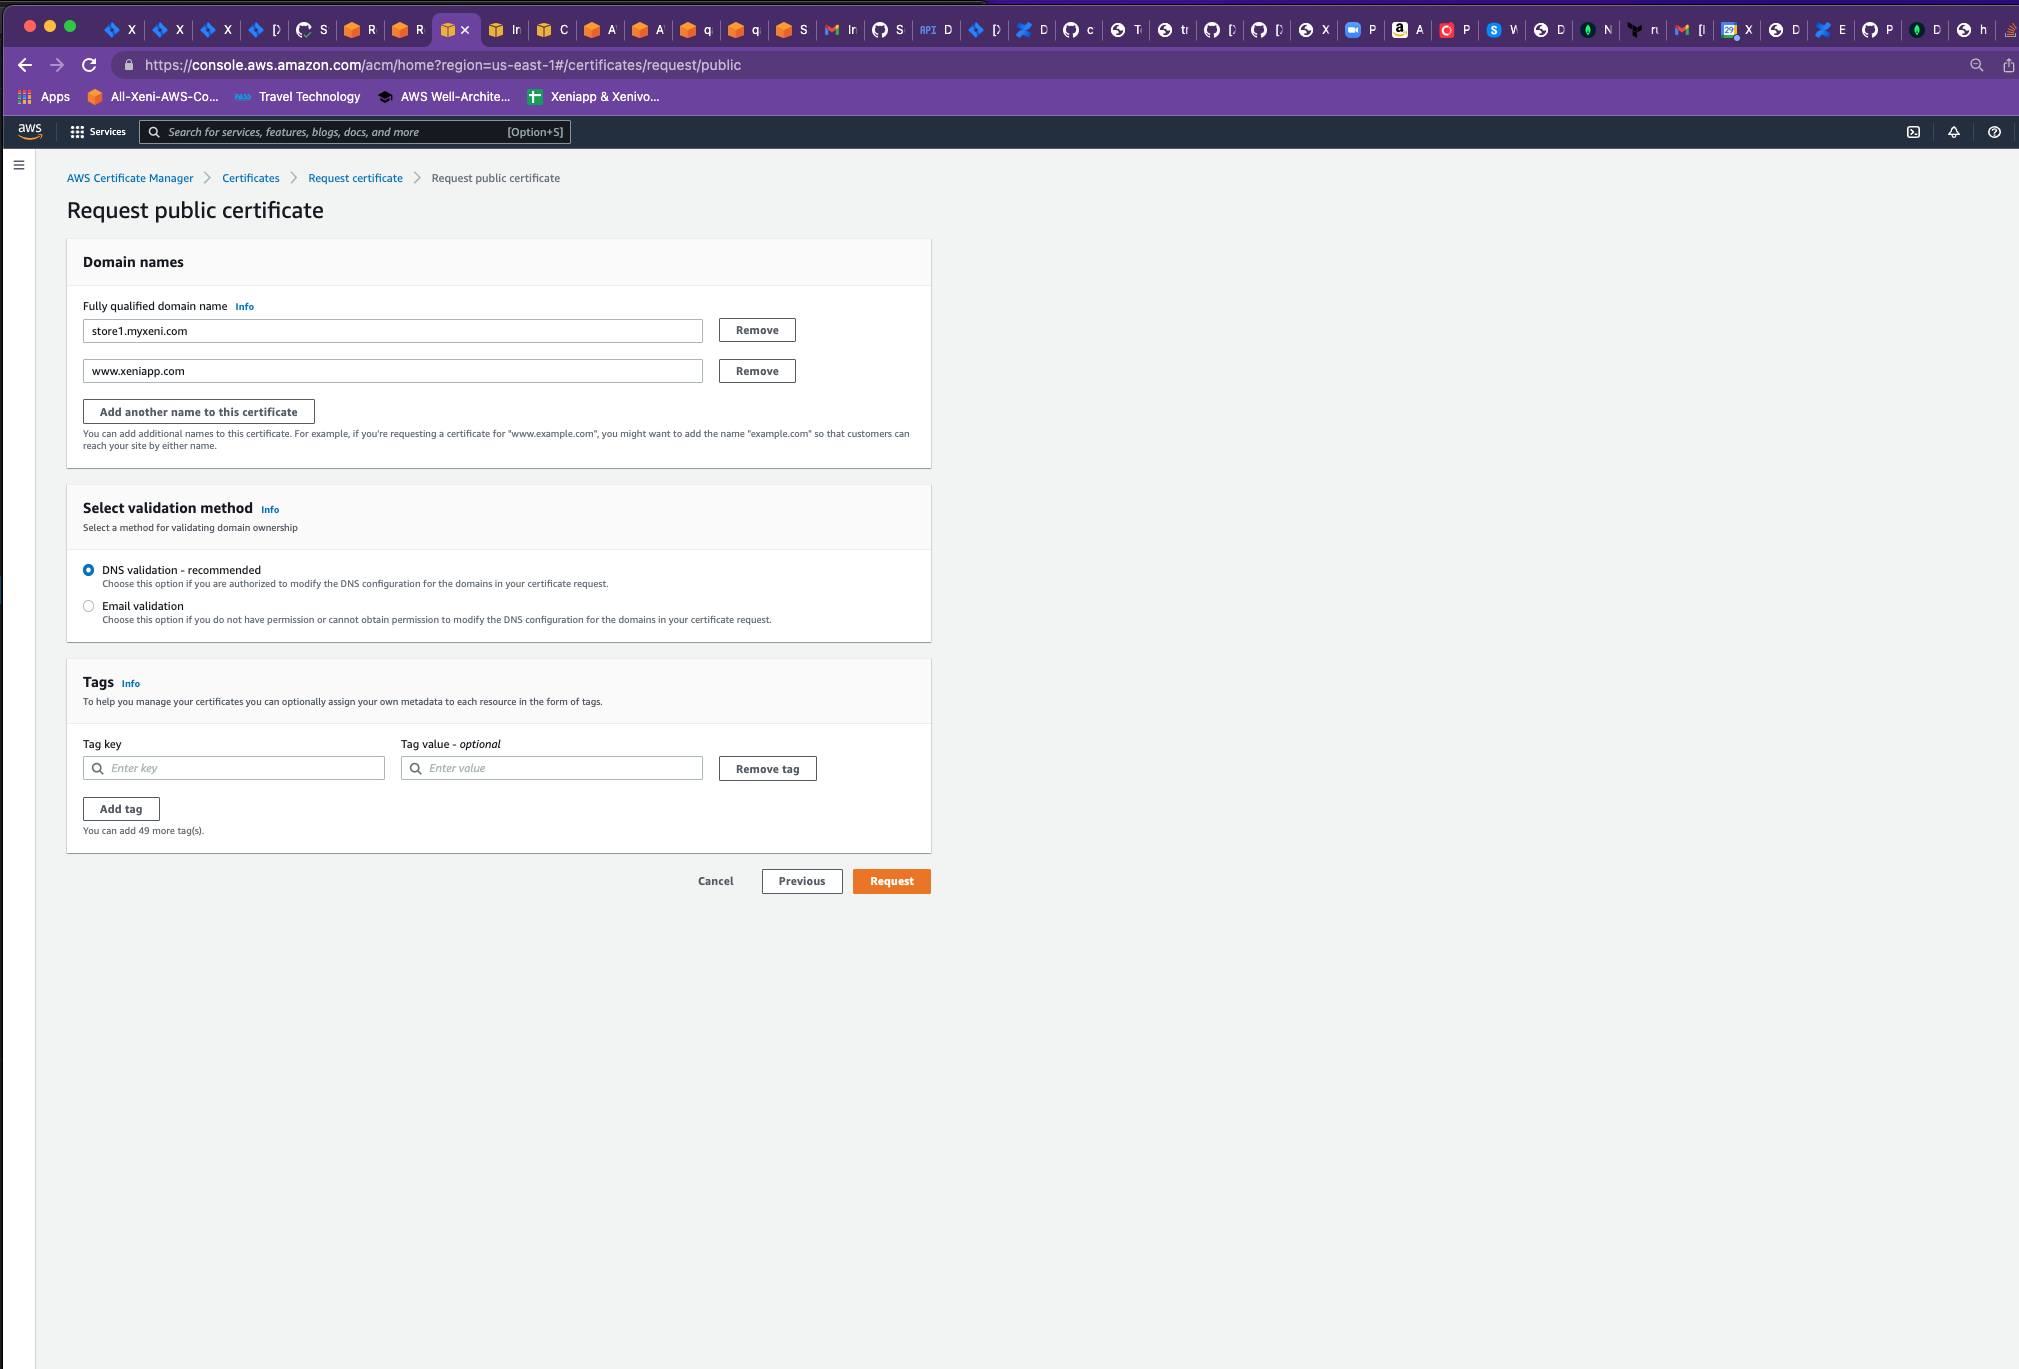 X X X [X S R R In C A A q q S In S API D [X D c T tr [ [ X P A P V D N ru [I 29 X D E P D h
https://console.aws.amazon.com/acm/home?region=us-east-1#/certificates/request/public
Apps All-Xeni-AWS-Co... PASS Travel Technology AWS Well-Archite... Xeniapp & Xenivo...
aws Services Search for services, features, blogs, docs, and more [Option+S]
AWS Certificate Manager Certificates Request certificate Request public certificate
Request public certificate
Domain names
Fully qualified domain name Info
store1.myxeni.com Remove
www.xeniapp.com Remove
Add another name to this certificate
You can add additional names to this certificate. For example, if you're requesting a certificate for "www.example.com", you might want to add the name "example.com" so that customers can
reach your site by either name.
Select validation method Info
Select a method for validating domain ownership
DNS validation - recommended
Choose this option if you are authorized to modify the DNS configuration for the domains in your certificate request.
Email validation
Choose this option if you do not have permission or cannot obtain permission to modify the DNS configuration for the domains in your certificate request.
Tags Info
To help you manage your certificates you can optionally assign your own metadata to each resource in the form of tags.
Tag key Tag value - optional
Enter key Enter value Remove tag
Add tag
You can add 49 more tag(s).
Cancel Previous Request